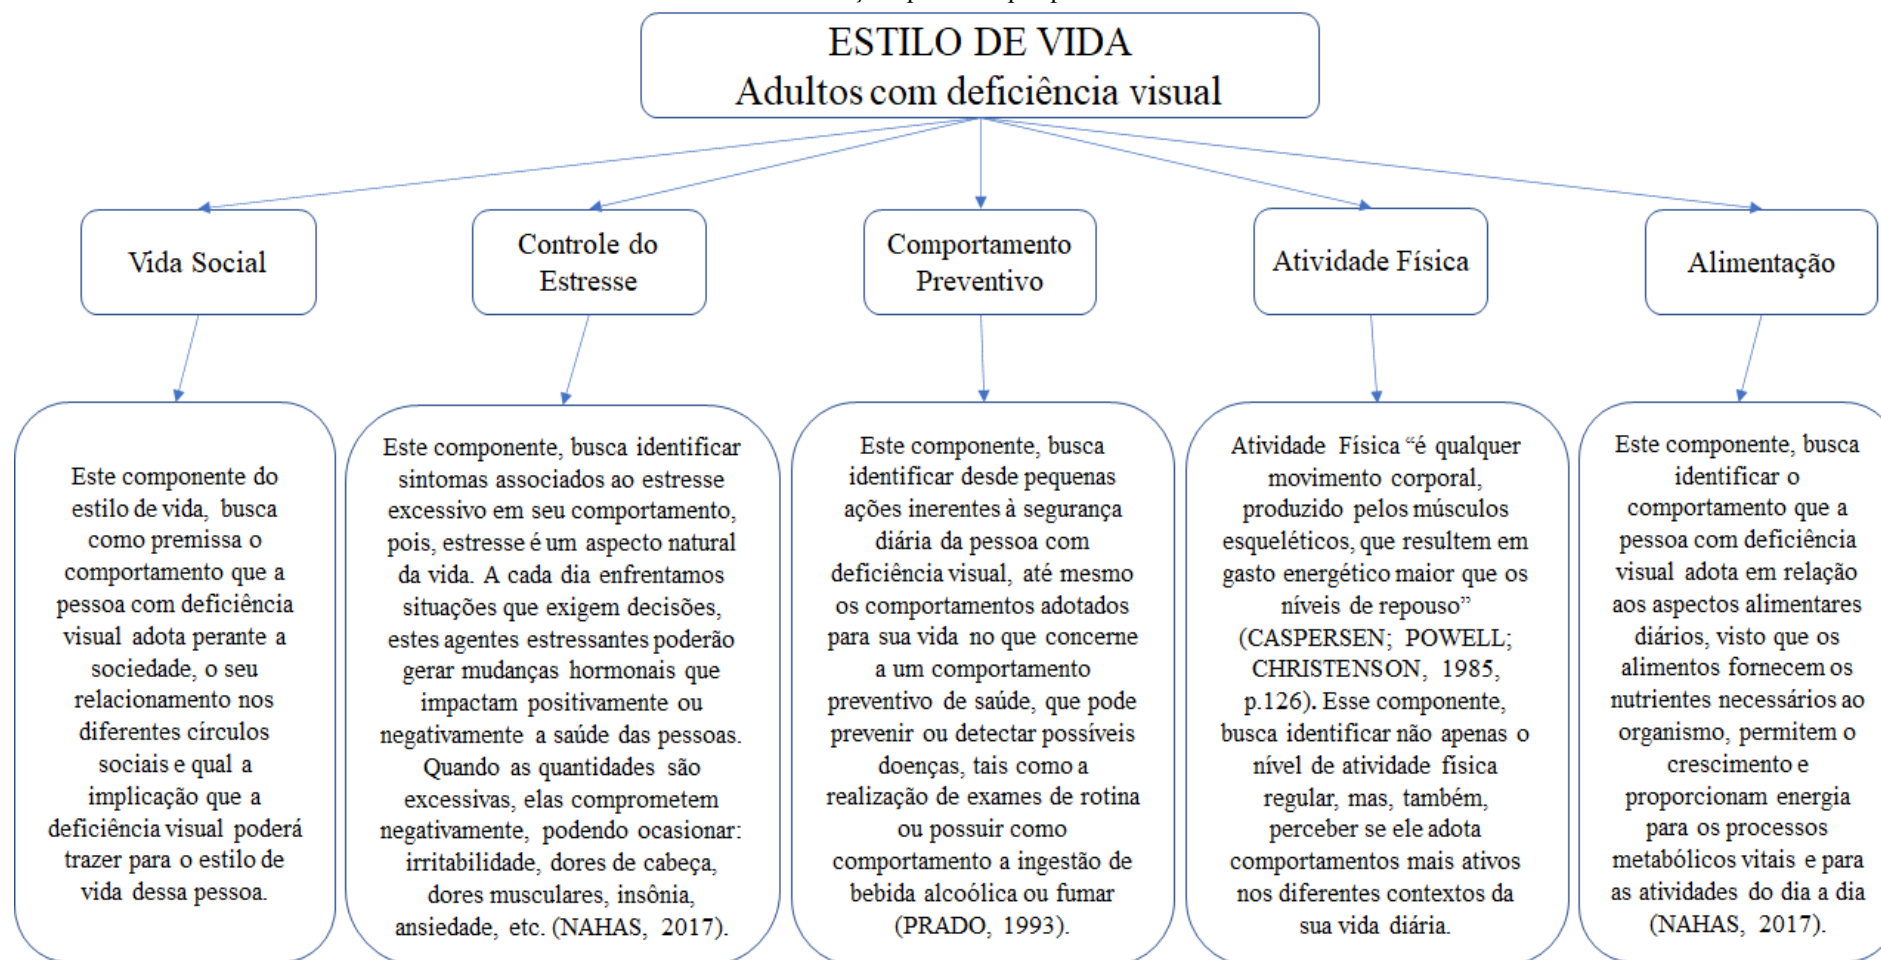 ESTILO DE VIDA
Adultos com deficiência visual
Vida Social
Controle do
Estresse
Comportamento
Preventivo
Atividade Física
Alimentação
Este componente do
estilo de vida, busca
como premissa o
comportamento que a
pessoa com deficiência
visual adota perante a
sociedade, o seu
relacionamento nos
diferentes círculos
sociais e qual a
implicação que a
deficiência visual poderá
trazer para o estilo de
vida dessa pessoa.
Este componente, busca identificar
sintomas associados ao estresse
excessivo em seu comportamento,
pois, estresse é um aspecto natural
da vida. A cada dia enfrentamos
situações que exigem decisões,
estes agentes estressantes poderão
gerar mudanças hormonais que
impactam positivamente ou
negativamente a saúde das pessoas.
Quando as quantidades são
excessivas, elas comprometem
negativamente, podendo ocasionar:
irritabilidade, dores de cabeça,
dores musculares, insônia,
ansiedade, etc. (NAHAS, 2017).
Este componente, busca
identificar desde pequenas
ações inerentes à segurança
diária da pessoa com
deficiência visual, até mesmo
os comportamentos adotados
para sua vida no que concerne
a um comportamento
preventivo de saúde, que pode
prevenir ou detectar possíveis
doenças, tais como a
realização de exames de rotina
ou possuir como
comportamento a ingestão de
bebida alcoólica ou fumar
(PRADO, 1993).
Atividade Física “é qualquer
movimento corporal,
produzido pelos músculos
esqueléticos, que resultem em
gasto energético maior que os
níveis de repouso”
(CASPERSEN; POWELL;
CHRISTENSON, 1985,
p.126). Esse componente,
busca identificar não apenas o
nível de atividade física
regular, mas, também,
perceber se ele adota
comportamentos mais ativos
nos diferentes contextos da
sua vida diária.
Este componente, busca
identificar o
comportamento que a
pessoa com deficiência
visual adota em relação
aos aspectos alimentares
diários, visto que os
alimentos fornecem os
nutrientes necessários ao
organismo, permitem o
crescimento e
proporcionam energia
para os processos
metabólicos vitais e para
as atividades do dia a dia
(NAHAS, 2017).